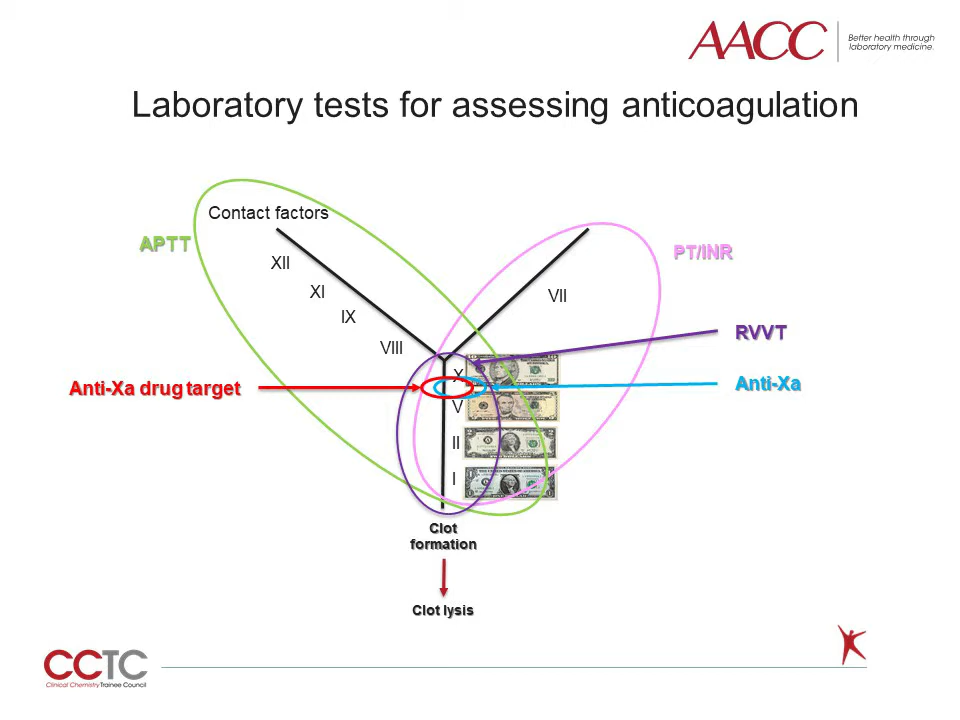 AACC
Better health through
laboratory medicine.
Laboratory tests for assessing anticoagulation
Contact factors
APTT
PT/INR
XII
XI
VII
IX
RVVT
VIII
X
Anti-Xa drug target
Anti-Xa
V
II
I
Clot
formation
Clot lysis
CCTC
Clinical Chemistry Trainee Council